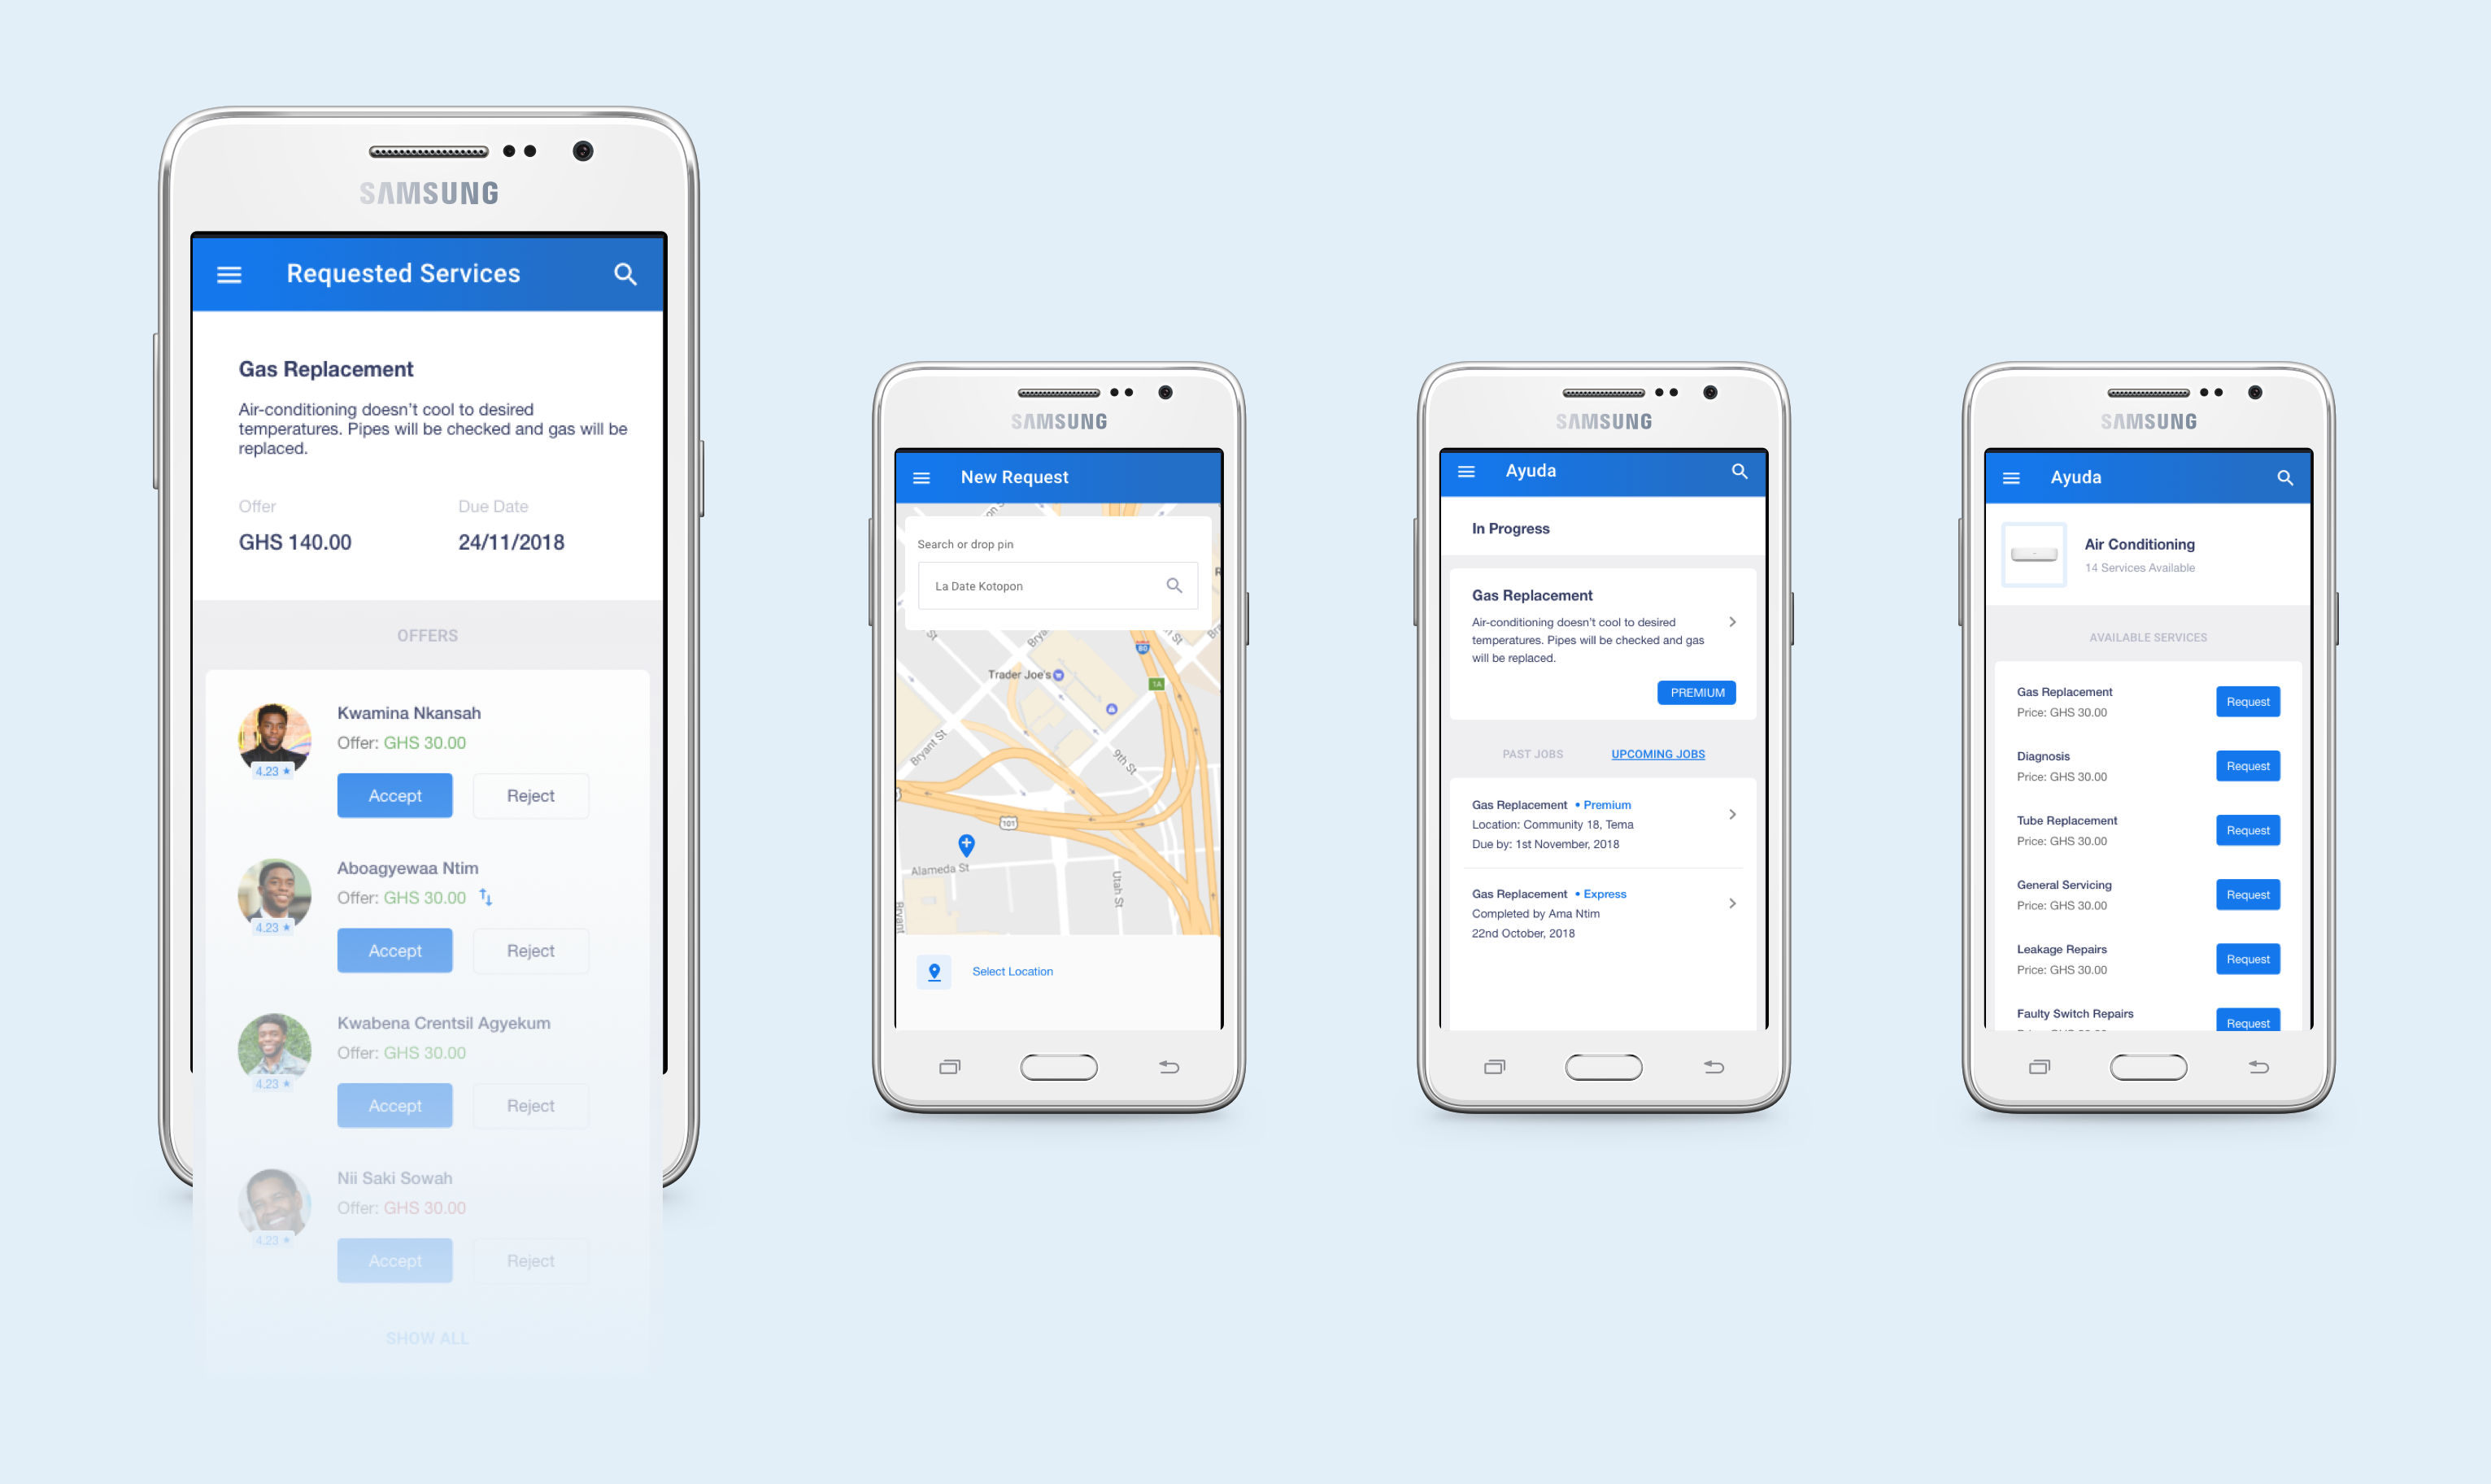 SAMSUNG
Requested Services
Gas Replacement
Air-conditioning doesn’t cool to desired
temperatures. Pipes will be checked and gas will be
replaced.
Offer
Due Date
GHS 140.00
24/11/2018
OFFERS
Kwamina Nkansah
Offer: GHS 30.00
4.23 ★
Accept
Reject
Aboagyewaa Ntim
Offer: GHS 30.00
4.23 ★
Accept
Reject
Kwabena Crentsil Agyekum
Offer: GHS 30.00
4.23 ★
Accept
Reject
Nii Saki Sowah
Offer: GHS 30.00
4.23 ★
Accept
Reject
SHOW ALL
SAMSUNG
New Request
Search or drop pin
La Date Kotopon
St
Trader Joe's
80
1A
Bryant St
9th St
101
Alameda St
Utah St
Bryant
Select Location
SAMSUNG
Ayuda
In Progress
Gas Replacement
Air-conditioning doesn’t cool to desired
temperatures. Pipes will be checked and gas
will be replaced.
PREMIUM
PAST JOBS
UPCOMING JOBS
Gas Replacement • Premium
Location: Community 18, Tema
Due by: 1st November, 2018
Gas Replacement • Express
Completed by Ama Ntim
22nd October, 2018
SAMSUNG
Ayuda
Air Conditioning
14 Services Available
AVAILABLE SERVICES
Gas Replacement
Price: GHS 30.00
Request
Diagnosis
Price: GHS 30.00
Request
Tube Replacement
Price: GHS 30.00
Request
General Servicing
Price: GHS 30.00
Request
Leakage Repairs
Price: GHS 30.00
Request
Faulty Switch Repairs
Request